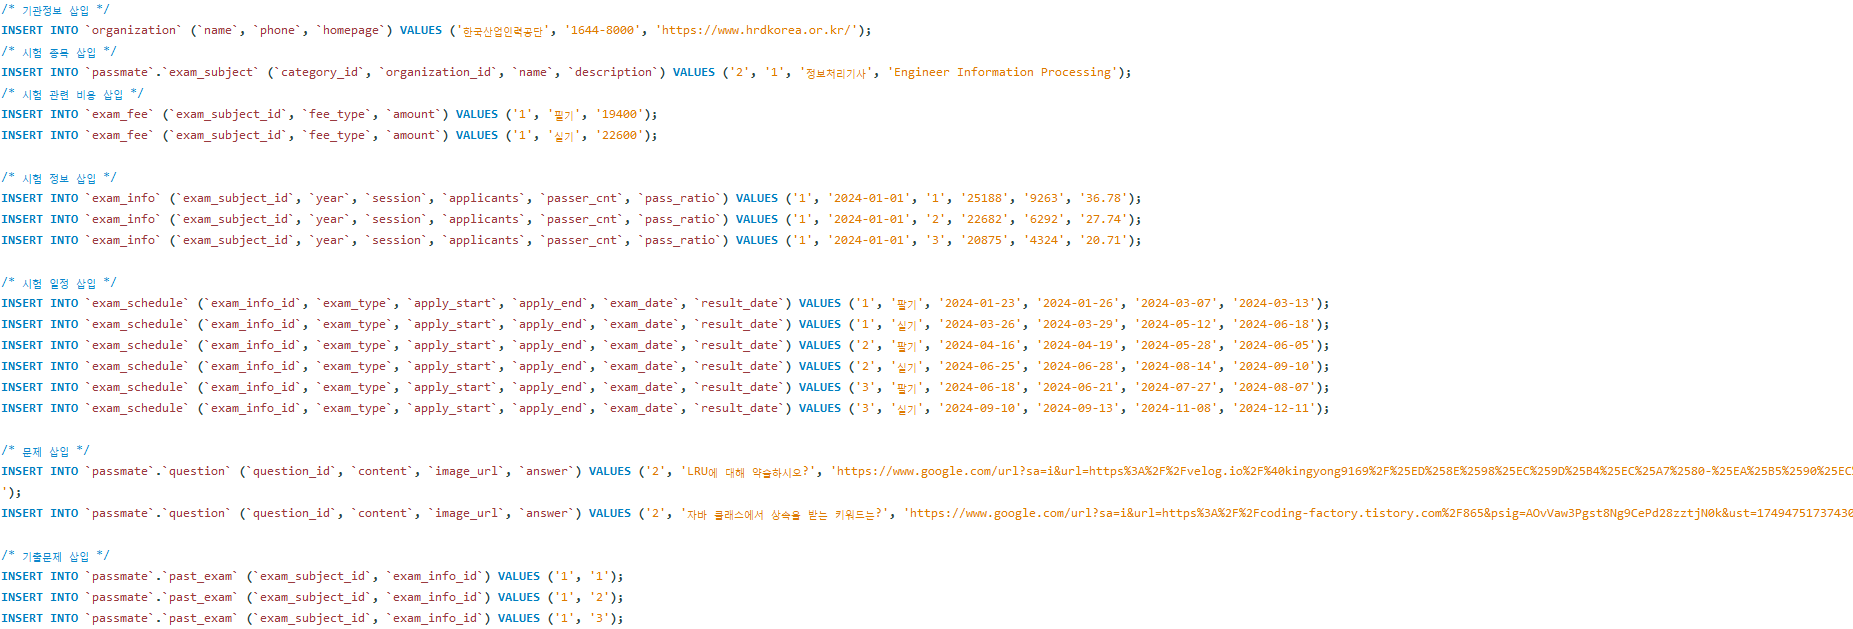 /* 기관정보 삽입 */
INSERT INTO `organization` (`name`, `phone`, `homepage`) VALUES ('한국산업인력공단', '1644-8000', 'https://www.hrdkorea.or.kr/');
/* 시험 종목 삽입 */
INSERT INTO `passmate`.`exam_subject` (`category_id`, `organization_id`, `name`, `description`) VALUES ('2', '1', '정보처리기사', 'Engineer Information Processing');
/* 시험 관련 비용 삽입 */
INSERT INTO `exam_fee` (`exam_subject_id`, `fee_type`, `amount`) VALUES ('1', '필기', '19400');
INSERT INTO `exam_fee` (`exam_subject_id`, `fee_type`, `amount`) VALUES ('1', '실기', '22600');
/* 시험 정보 삽입 */
INSERT INTO `exam_info` (`exam_subject_id`, `year`, `session`, `applicants`, `passer_cnt`, `pass_ratio`) VALUES ('1', '2024-01-01', '1', '25188', '9263', '36.78');
INSERT INTO `exam_info` (`exam_subject_id`, `year`, `session`, `applicants`, `passer_cnt`, `pass_ratio`) VALUES ('1', '2024-01-01', '2', '22682', '6292', '27.74');
INSERT INTO `exam_info` (`exam_subject_id`, `year`, `session`, `applicants`, `passer_cnt`, `pass_ratio`) VALUES ('1', '2024-01-01', '3', '20875', '4324', '20.71');
/* 시험 일정 삽입 */
INSERT INTO `exam_schedule` (`exam_info_id`, `exam_type`, `apply_start`, `apply_end`, `exam_date`, `result_date`) VALUES ('1', '필기', '2024-01-23', '2024-01-26', '2024-03-07', '2024-03-13');
INSERT INTO `exam_schedule` (`exam_info_id`, `exam_type`, `apply_start`, `apply_end`, `exam_date`, `result_date`) VALUES ('1', '실기', '2024-03-26', '2024-03-29', '2024-05-12', '2024-06-18');
INSERT INTO `exam_schedule` (`exam_info_id`, `exam_type`, `apply_start`, `apply_end`, `exam_date`, `result_date`) VALUES ('2', '필기', '2024-04-16', '2024-04-19', '2024-05-28', '2024-06-05');
INSERT INTO `exam_schedule` (`exam_info_id`, `exam_type`, `apply_start`, `apply_end`, `exam_date`, `result_date`) VALUES ('2', '실기', '2024-06-25', '2024-06-28', '2024-08-14', '2024-09-10');
INSERT INTO `exam_schedule` (`exam_info_id`, `exam_type`, `apply_start`, `apply_end`, `exam_date`, `result_date`) VALUES ('3', '필기', '2024-06-18', '2024-06-21', '2024-07-27', '2024-08-07');
INSERT INTO `exam_schedule` (`exam_info_id`, `exam_type`, `apply_start`, `apply_end`, `exam_date`, `result_date`) VALUES ('3', '실기', '2024-09-10', '2024-09-13', '2024-11-08', '2024-12-11');
/* 문제 삽입 */
INSERT INTO `passmate`.`question` (`question_id`, `content`, `image_url`, `answer`) VALUES ('2', 'LRU에 대해 약술하시오?', 'https://www.google.com/url?sa=i&url=https%3A%2F%2Fvelog.io%2F%40kingyong9169%2F%25ED%258E%2598%25EC%259D%25B4%25EC%25A7%2580-%25EA%25B5%2590%25EC
');
INSERT INTO `passmate`.`question` (`question_id`, `content`, `image_url`, `answer`) VALUES ('2', '자바 클래스에서 상속을 받는 키워드는?', 'https://www.google.com/url?sa=i&url=https%3A%2F%2Fcoding-factory.tistory.com%2F865&psig=AOvVaw3Pgst8Ng9CePd28zztjN0k&ust=17494751737430
/* 기출문제 삽입 */
INSERT INTO `passmate`.`past_exam` (`exam_subject_id`, `exam_info_id`) VALUES ('1', '1');
INSERT INTO `passmate`.`past_exam` (`exam_subject_id`, `exam_info_id`) VALUES ('1', '2');
INSERT INTO `passmate`.`past_exam` (`exam_subject_id`, `exam_info_id`) VALUES ('1', '3');